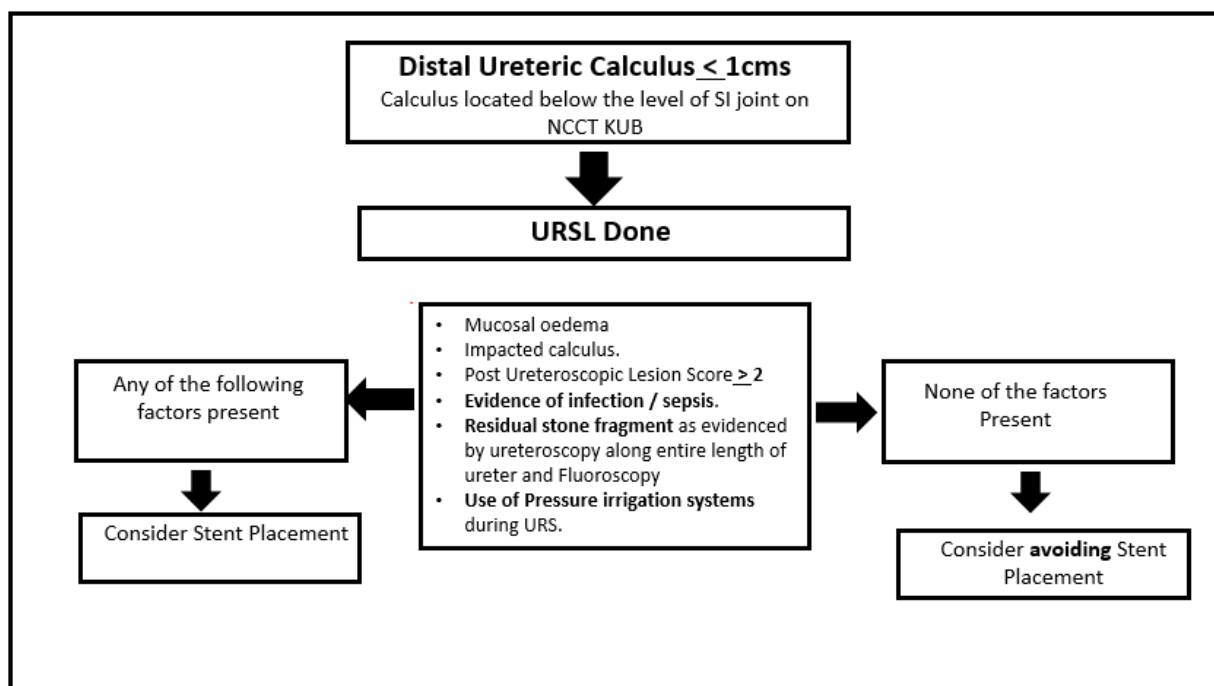 Distal Ureteric Calculus < 1cms
Calculus located below the level of SI joint on
NCCT KUB
URSL Done
• Mucosal oedema
• Impacted calculus.
• Post Ureteroscopic Lesion Score > 2
• Evidence of infection / sepsis.
• Residual stone fragment as evidenced
by ureteroscopy along entire length of
ureter and Fluoroscopy
• Use of Pressure irrigation systems
during URS.
Any of the following
factors present
Consider Stent Placement
None of the factors
Present
Consider avoiding Stent
Placement